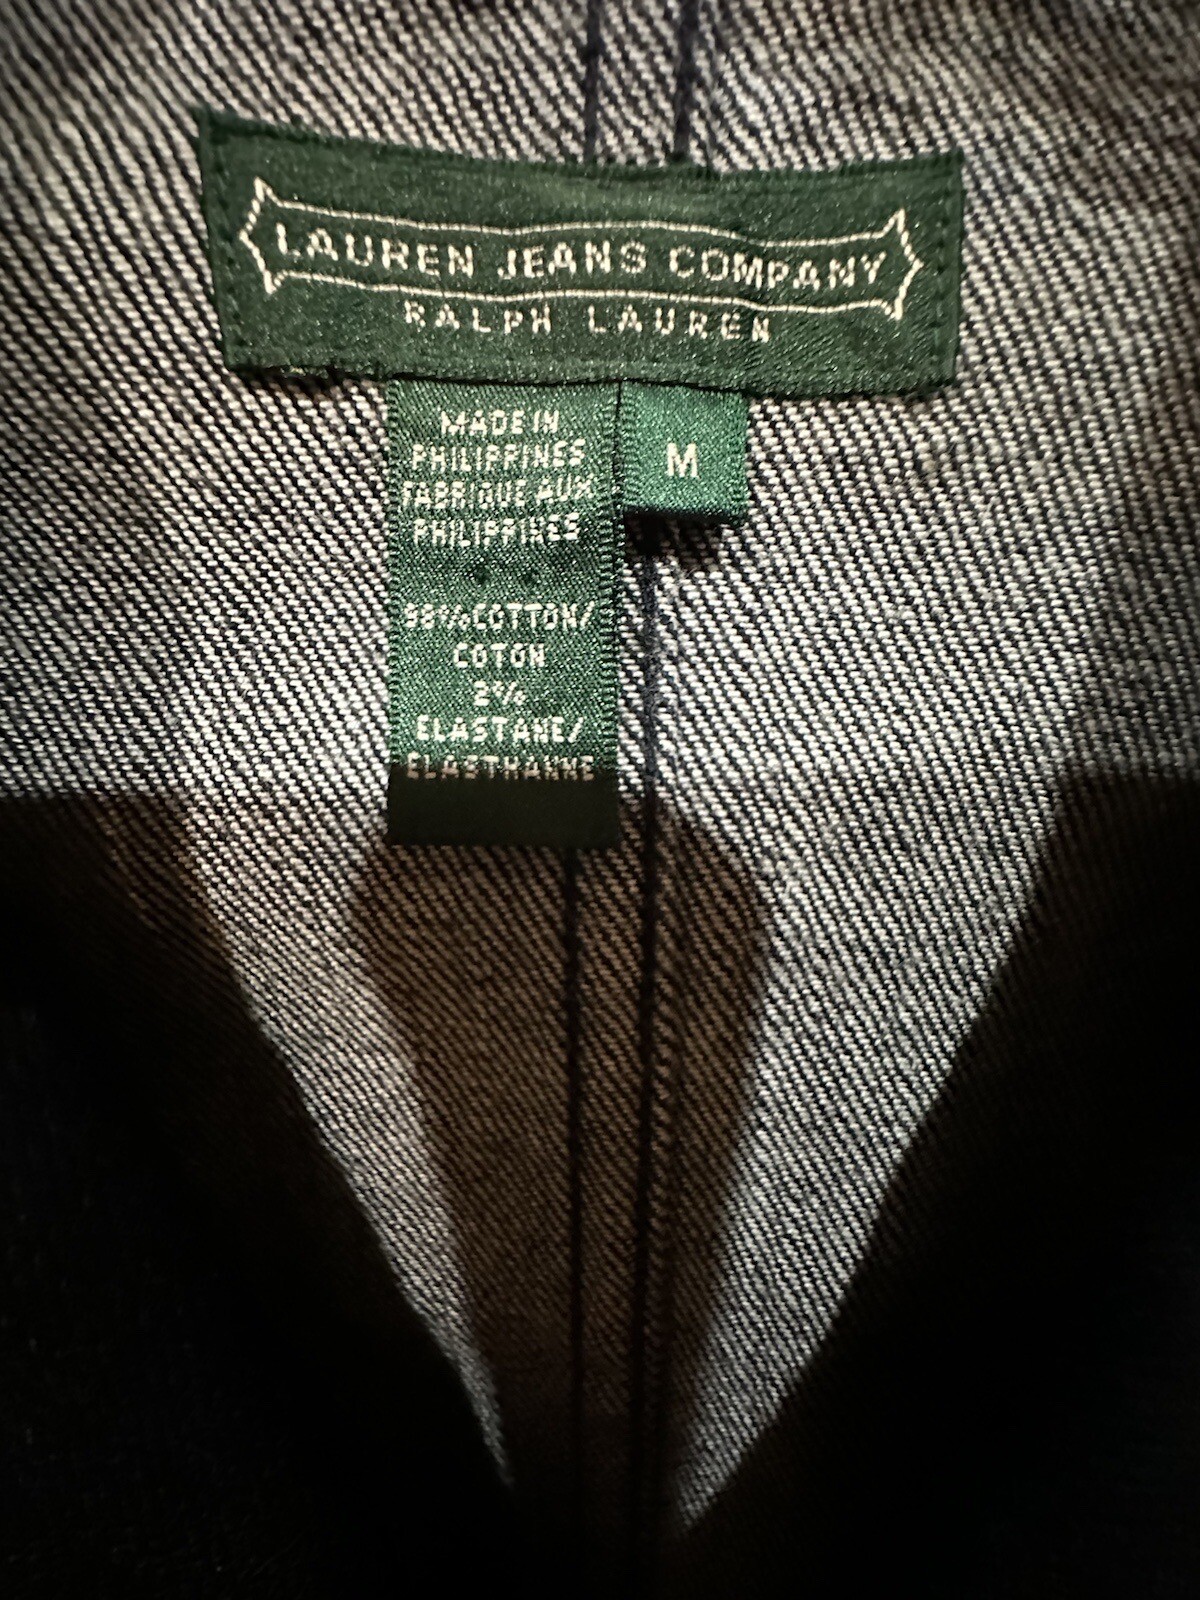 LAUREN JEANS COMPANY
RALPH LAUREN
MADE IN
PHILIPPINES
FABRIQUE AUX
PHILIPPINES
M
98% COTTON/
COTON
2%
ELASTANE/
ELASTHANNE